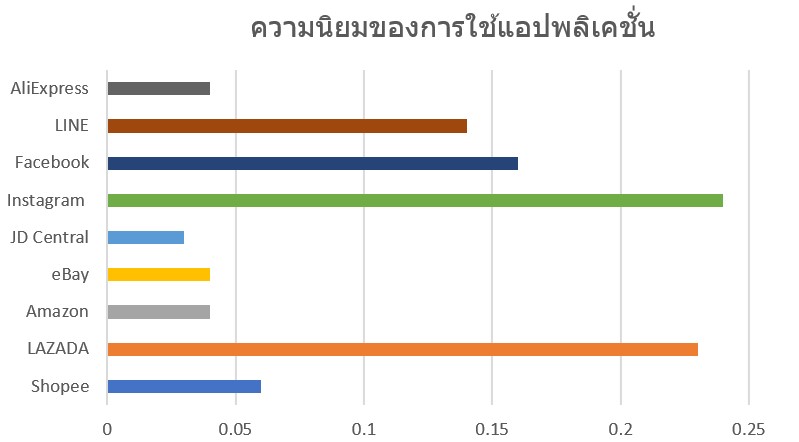 ความนิยมของการใช้แอปพลิเคชั่น
AliExpress
LINE
Facebook
Instagram
JD Central
eBay
Amazon
LAZADA
Shopee
0 0.05 0.1 0.15 0.2 0.25